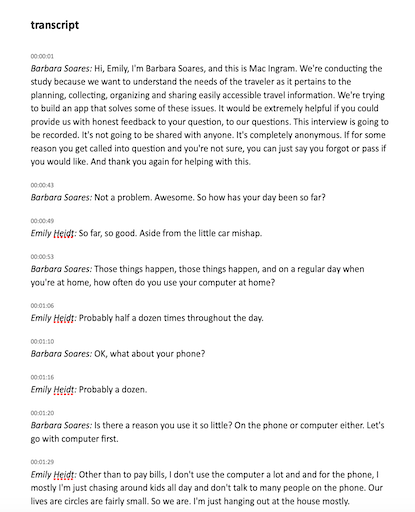 transcript
00:00:01
Barbara Soares: Hi, Emily, I'm Barbara Soares, and this is Mac Ingram. We're conducting the
study because we want to understand the needs of the traveler as it pertains to the
planning, collecting, organizing and sharing easily accessible travel information. We're trying
to build an app that solves some of these issues. It would be extremely helpful if you could
provide us with honest feedback to your question, to our questions. This interview is going to
be recorded. It's not going to be shared with anyone. It's completely anonymous. If for some
reason you get called into question and you're not sure, you can just say you forgot or pass if
you would like. And thank you again for helping with this.
00:00:43
Barbara Soares: Not a problem. Awesome. So how has your day been so far?
00:00:49
Emily Heidt: So far, so good. Aside from the little car mishap.
00:00:53
Barbara Soares: Those things happen, those things happen, and on a regular day when
you're at home, how often do you use your computer at home?
00:01:06
Emily Heidt: Probably half a dozen times throughout the day.
00:01:10
Barbara Soares: OK, what about your phone?
00:01:16
Emily Heidt: Probably a dozen.
00:01:20
Barbara Soares: Is there a reason you use it so little? On the phone or computer either. Let's
go with computer first.
00:01:29
Emily Heidt: Other than to pay bills, I don't use the computer a lot and and for the phone, I
mostly I'm just chasing around kids all day and don't talk to many people on the phone. Our
lives are circles are fairly small. So we are. I'm just hanging out at the house mostly.